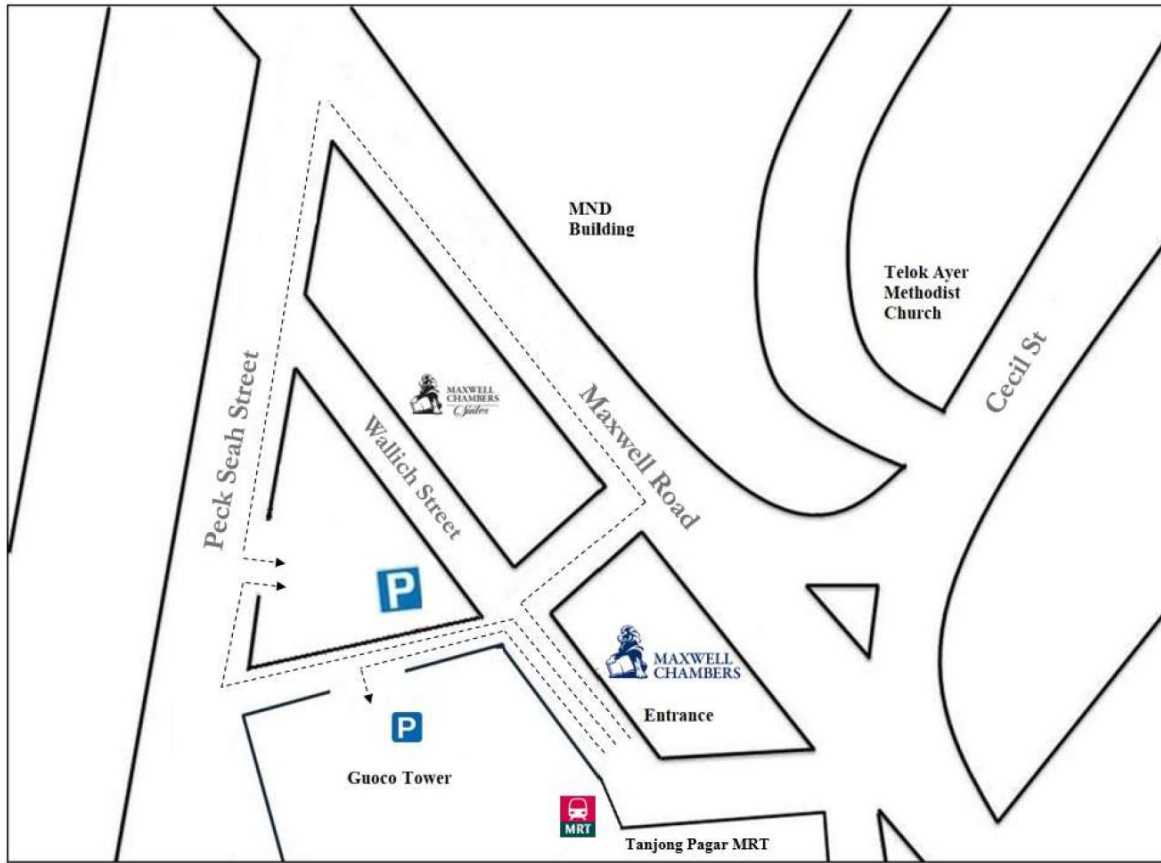 MND
Building
Telok Ayer
Methodist
Church
Cecil St
MAXWELL
CHAMBERS
Suites
Peck Seah Street
Wallich Street
Maxwell Road
P
MAXWELL
CHAMBERS
Entrance
P
Guoco Tower
MRT
Tanjong Pagar MRT